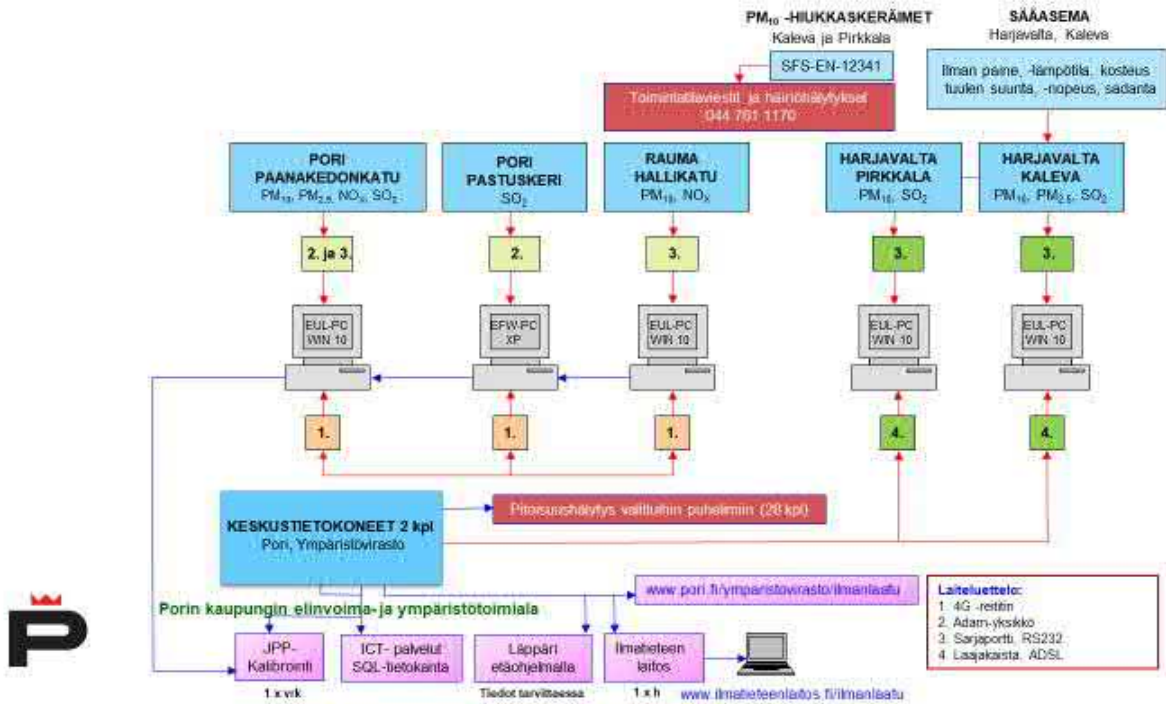 PM₁₀ -HIUKKASKERÄIMET
Kaleva ja Pirkkala
SFS-EN-12341
SÄÄASEMA
Harjavalta, Kaleva
Ilman paine, -lämpötila, kosteus
tuulen suunta, -nopeus, sadanta
Toimintatilaviestit ja häiriöhälytykset
044 761 1170
PORI
PAANAKEDONKATU
PM₁₀, PM₂.₅, NOₓ, SO₂
PORI
PASTUSKERI
SO₂
RAUMA
HALLIKATU
PM₁₀, NOₓ
HARJAVALTA
PIRKKALA
PM₁₀, SO₂
HARJAVALTA
KALEVA
PM₁₀, PM₂.₅, SO₂
2. ja 3.
2.
3.
3.
3.
EUL-PC
WIN 10
EFW-PC
XP
EUL-PC
WIN 10
EUL-PC
WIN 10
EUL-PC
WIN 10
1.
1.
1.
4.
4.
KESKUSTIETOKONEET 2 kpl
Pori, Ympäristövirasto
Pitoisuushälytys valittuihin puhelimiin (28 kpl)
www.pori.fi/ymparistovirasto/ilmanlaatu
Porin kaupungin elinvoima- ja ympäristötoimiala
JPP-
Kalibrointi
1 x vrk
ICT- palvelut
SQL-tietokanta
Läppäri
etäohjelmalla
Tiedot tarvittaessa
Ilmatieteen
laitos
1 x h
www.ilmatieteenlaitos.fi/ilmanlaatu
Laiteluettelo:
1. 4G -reititin
2. Adam-yksikkö
3. Sarjaportti, RS232
4. Laajakaista, ADSL
P